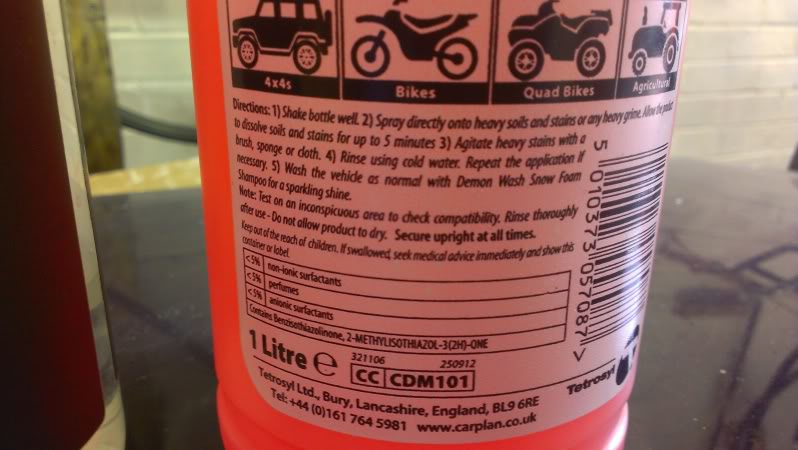 4x4s
Bikes
Quad Bikes
Agricultural
Directions: 1) Shake bottle well. 2) Spray directly onto heavy soils and stains or any heavy grime. Allow the product
to dissolve soils and stains for up to 5 minutes 3) Agitate heavy stains with a
brush, sponge or cloth. 4) Rinse using cold water. Repeat the application if
necessary. 5) Wash the vehicle as normal with Demon Wash Snow Foam
Shampoo for a sparkling shine.
Note: Test on an inconspicuous area to check compatibility. Rinse thoroughly
after use - Do not allow product to dry. Secure upright at all times.
Keep out of the reach of children. If swallowed, seek medical advice immediately and show this
container or label.
<5% non-ionic surfactants
<5% perfumes
<5% anionic surfactants
Contains Benzisothiazolinone, 2-METHYLISOTHIAZOL-3(2H)-ONE
1 Litre ℮
321106 250912
CC CDM101
Tetrosyl Ltd., Bury, Lancashire, England, BL9 6RE
Tel: +44 (0)161 764 5981 www.carplan.co.uk
Tetrosyl
5 010373 057087 >